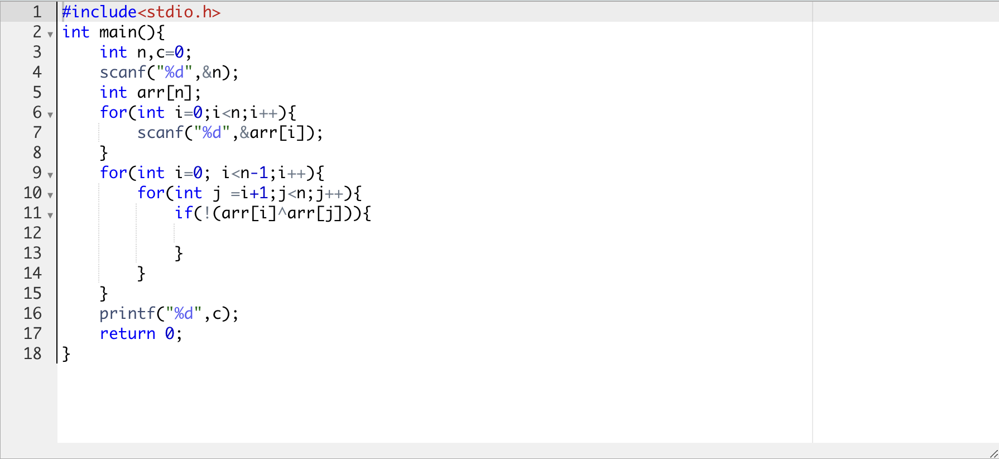 1 #include<stdio.h>
2 int main(){
3     int n,c=0;
4     scanf("%d",&n);
5     int arr[n];
6     for(int i=0;i<n;i++){
7         scanf("%d",&arr[i]);
8     }
9     for(int i=0; i<n-1;i++){
10         for(int j =i+1;j<n;j++){
11             if(!(arr[i]^arr[j])){
12
13             }
14         }
15     }
16     printf("%d",c);
17     return 0;
18 }